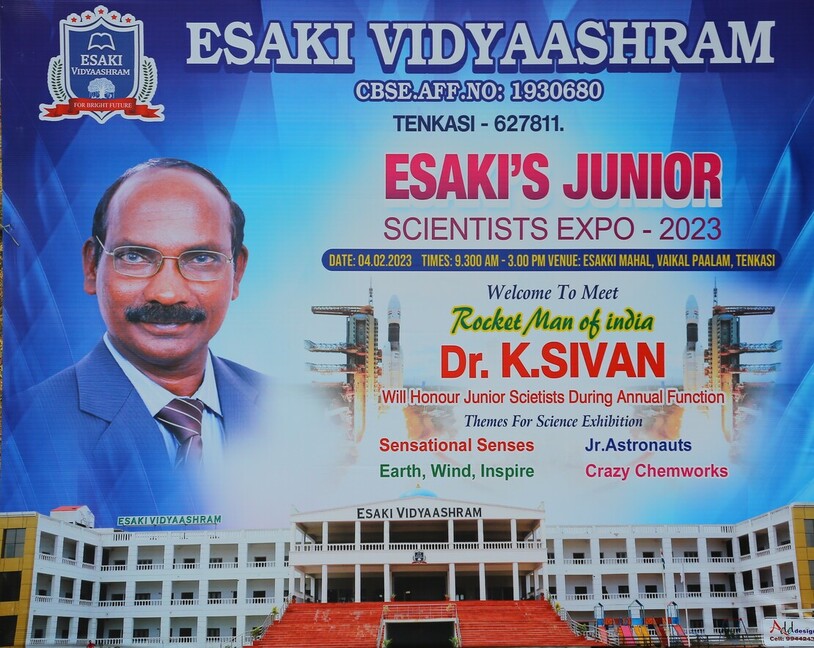 ESAKI
VIDYAASHRAM
FOR BRIGHT FUTURE
ESAKI VIDYAASHRAM
CBSE.AFF.NO: 1930680
TENKASI - 627811.
ESAKI'S JUNIOR
SCIENTISTS EXPO - 2023
DATE: 04.02.2023 TIMES: 9.300 AM - 3.00 PM VENUE: ESAKKI MAHAL, VAIKAL PAALAM, TENKASI
Welcome To Meet
Rocket Man of india
Dr. K.SIVAN
Will Honour Junior Scietists During Annual Function
Themes For Science Exhibition
Sensational Senses Jr.Astronauts
Earth, Wind, Inspire Crazy Chemworks
ESAKI VIDYAASHRAM
ESAKI VIDYAASHRAM